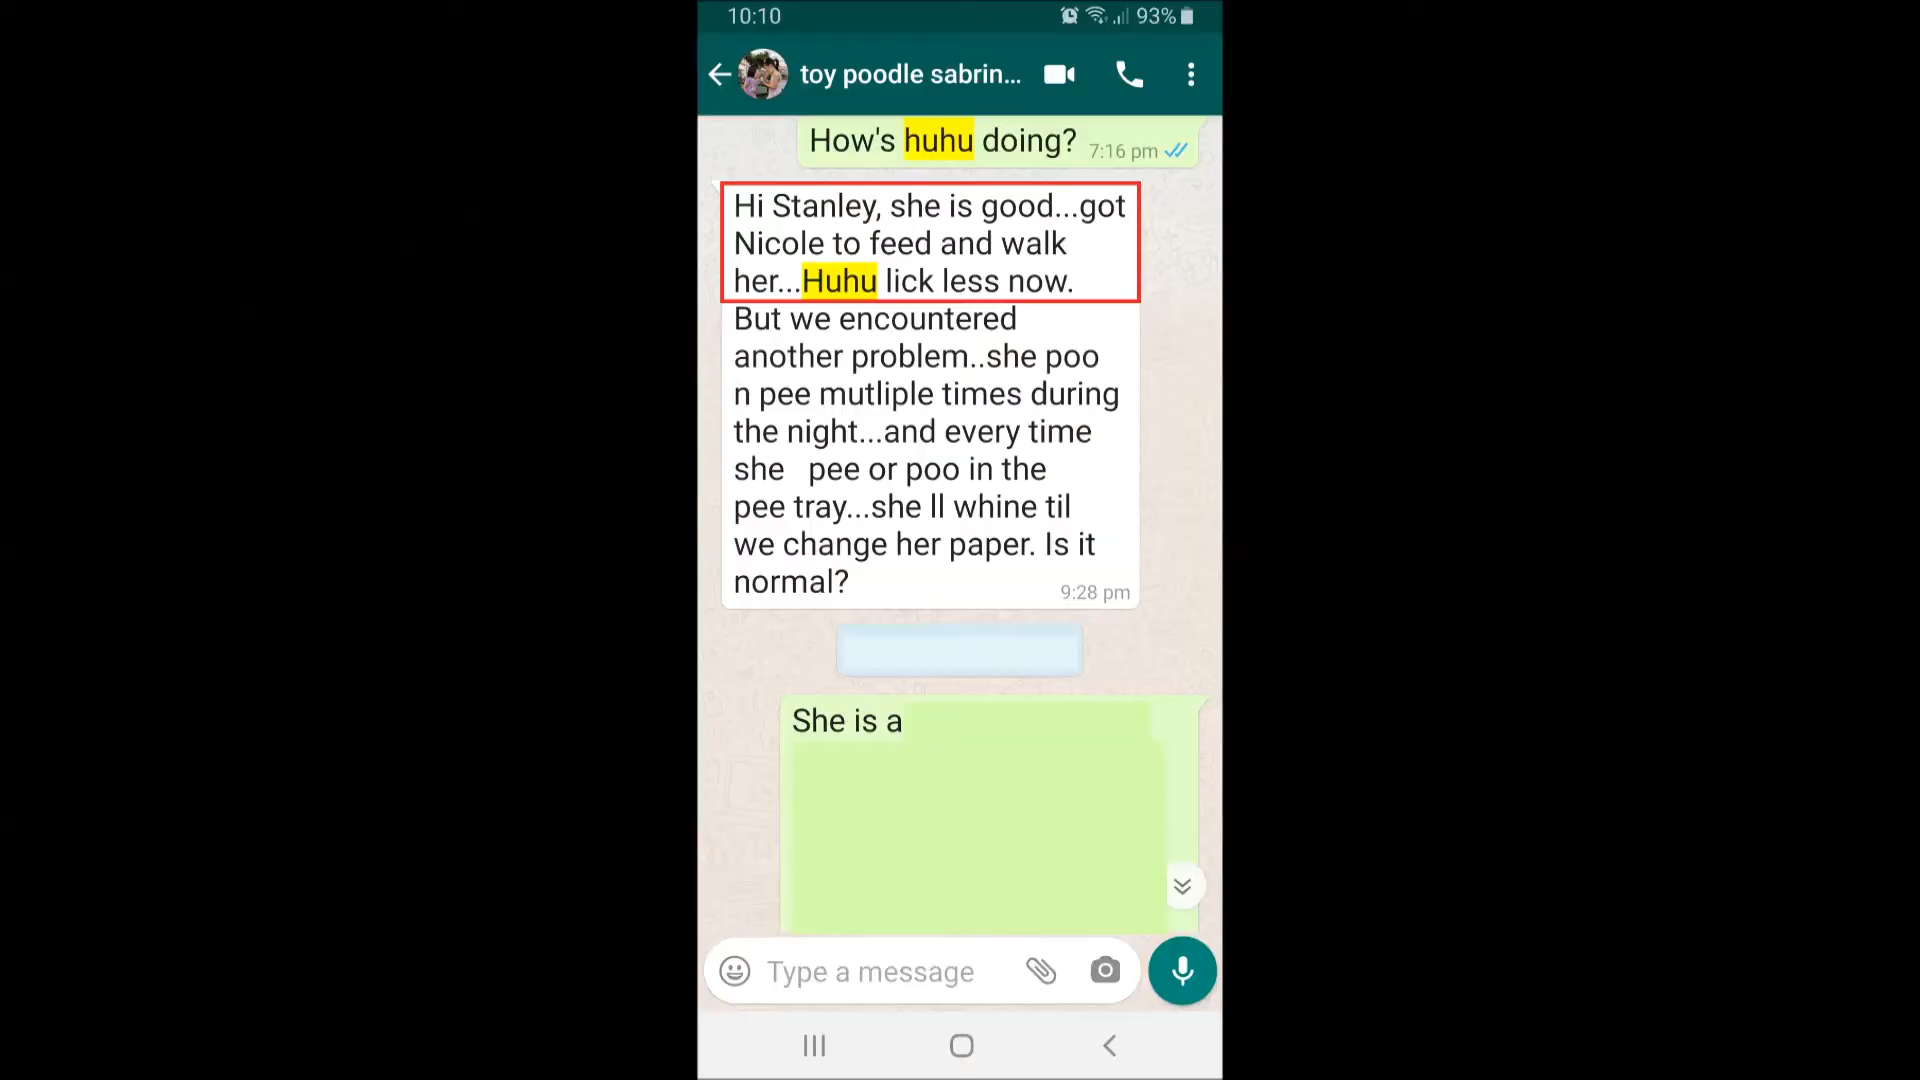 10:10
93%
toy poodle sabrin...
How's huhu doing?
7:16 pm
Hi Stanley, she is good...got
Nicole to feed and walk
her...Huhu lick less now.
But we encountered
another problem..she poo
n pee mutliple times during
the night...and every time
she   pee or poo in the
pee tray...she ll whine til
we change her paper. Is it
normal?
9:28 pm
She is a
Type a message